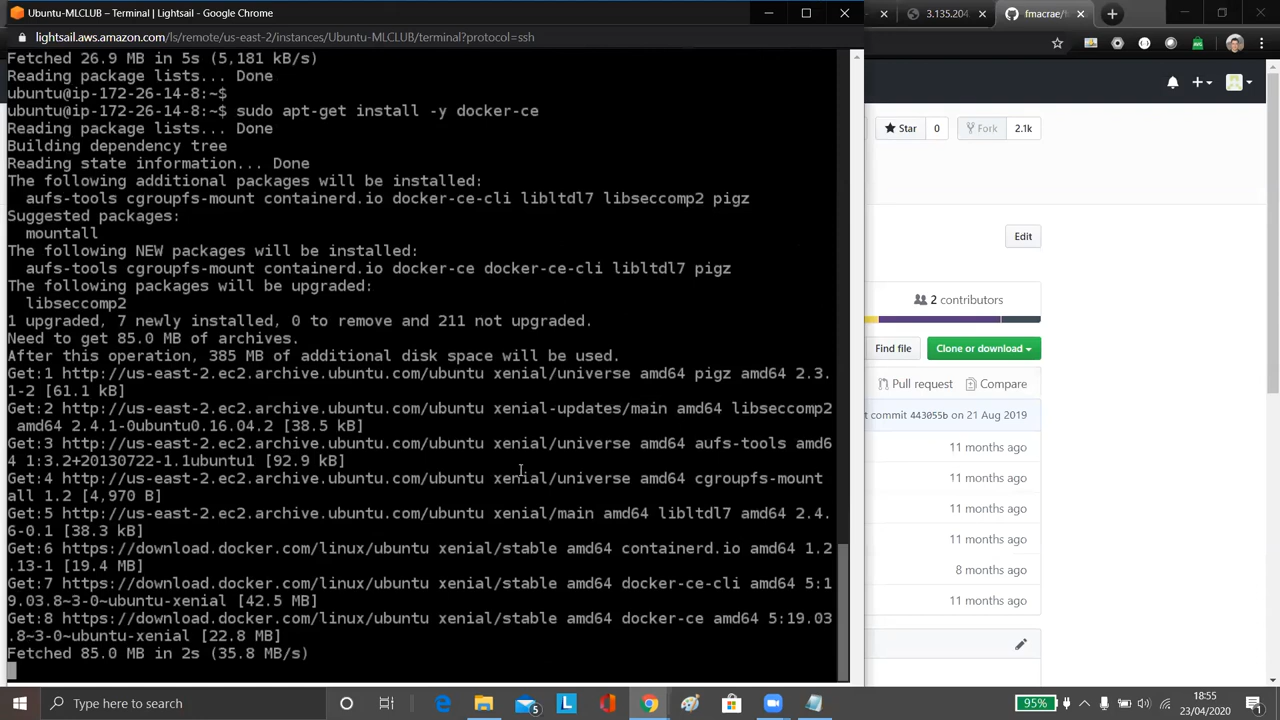 Ubuntu-MLCLUB – Terminal | Lightsail - Google Chrome
lightsail.aws.amazon.com/ls/remote/us-east-2/instances/Ubuntu-MLCLUB/terminal?protocol=ssh
Fetched 26.9 MB in 5s (5,181 kB/s)
Reading package lists... Done
ubuntu@ip-172-26-14-8:~$
ubuntu@ip-172-26-14-8:~$ sudo apt-get install -y docker-ce
Reading package lists... Done
Building dependency tree
Reading state information... Done
The following additional packages will be installed:
aufs-tools cgroupfs-mount containerd.io docker-ce-cli libltdl7 libseccomp2 pigz
Suggested packages:
mountall
The following NEW packages will be installed:
aufs-tools cgroupfs-mount containerd.io docker-ce docker-ce-cli libltdl7 pigz
The following packages will be upgraded:
libseccomp2
1 upgraded, 7 newly installed, 0 to remove and 211 not upgraded.
Need to get 85.0 MB of archives.
After this operation, 385 MB of additional disk space will be used.
Get:1 http://us-east-2.ec2.archive.ubuntu.com/ubuntu xenial/universe amd64 pigz amd64 2.3.
1-2 [61.1 kB]
Get:2 http://us-east-2.ec2.archive.ubuntu.com/ubuntu xenial-updates/main amd64 libseccomp2
amd64 2.4.1-0ubuntu0.16.04.2 [38.5 kB]
Get:3 http://us-east-2.ec2.archive.ubuntu.com/ubuntu xenial/universe amd64 aufs-tools amd6
4 1:3.2+20130722-1.1ubuntu1 [92.9 kB]
Get:4 http://us-east-2.ec2.archive.ubuntu.com/ubuntu xenial/universe amd64 cgroupfs-mount
all 1.2 [4,970 B]
Get:5 http://us-east-2.ec2.archive.ubuntu.com/ubuntu xenial/main amd64 libltdl7 amd64 2.4.
6-0.1 [38.3 kB]
Get:6 https://download.docker.com/linux/ubuntu xenial/stable amd64 containerd.io amd64 1.2
.13-1 [19.4 MB]
Get:7 https://download.docker.com/linux/ubuntu xenial/stable amd64 docker-ce-cli amd64 5:1
9.03.8~3-0~ubuntu-xenial [42.5 MB]
Get:8 https://download.docker.com/linux/ubuntu xenial/stable amd64 docker-ce amd64 5:19.03
.8~3-0~ubuntu-xenial [22.8 MB]
Fetched 85.0 MB in 2s (35.8 MB/s)
3.135.204
fmacrae/
Star 0 Fork 2.1k
Edit
2 contributors
Find file Clone or download
Pull request Compare
t commit 443055b on 21 Aug 2019
11 months ago
11 months ago
11 months ago
11 months ago
8 months ago
11 months ago
Type here to search
5
L
95%
18:55
23/04/2020
1